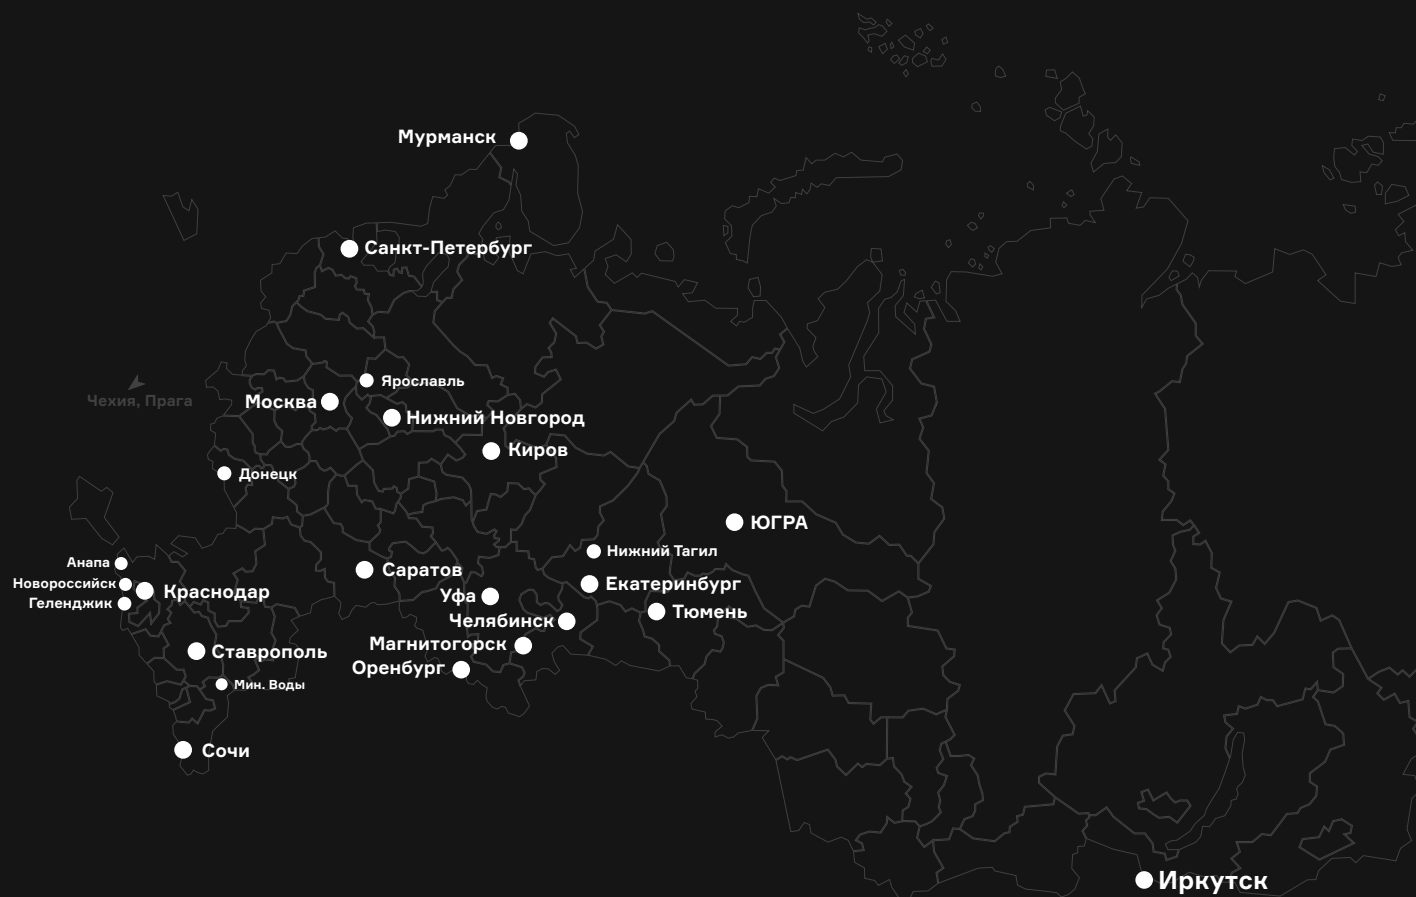 Мурманск
Санкт-Петербург
Ярославль
Чехия, Прага
Москва
Нижний Новгород
Киров
Донецк
ЮГРА
Нижний Тагил
Анапа
Саратов
Новороссийск
Екатеринбург
Краснодар
Уфа
Геленджик
Тюмень
Челябинск
Магнитогорск
Ставрополь
Оренбург
Мин. Воды
Сочи
Иркутск